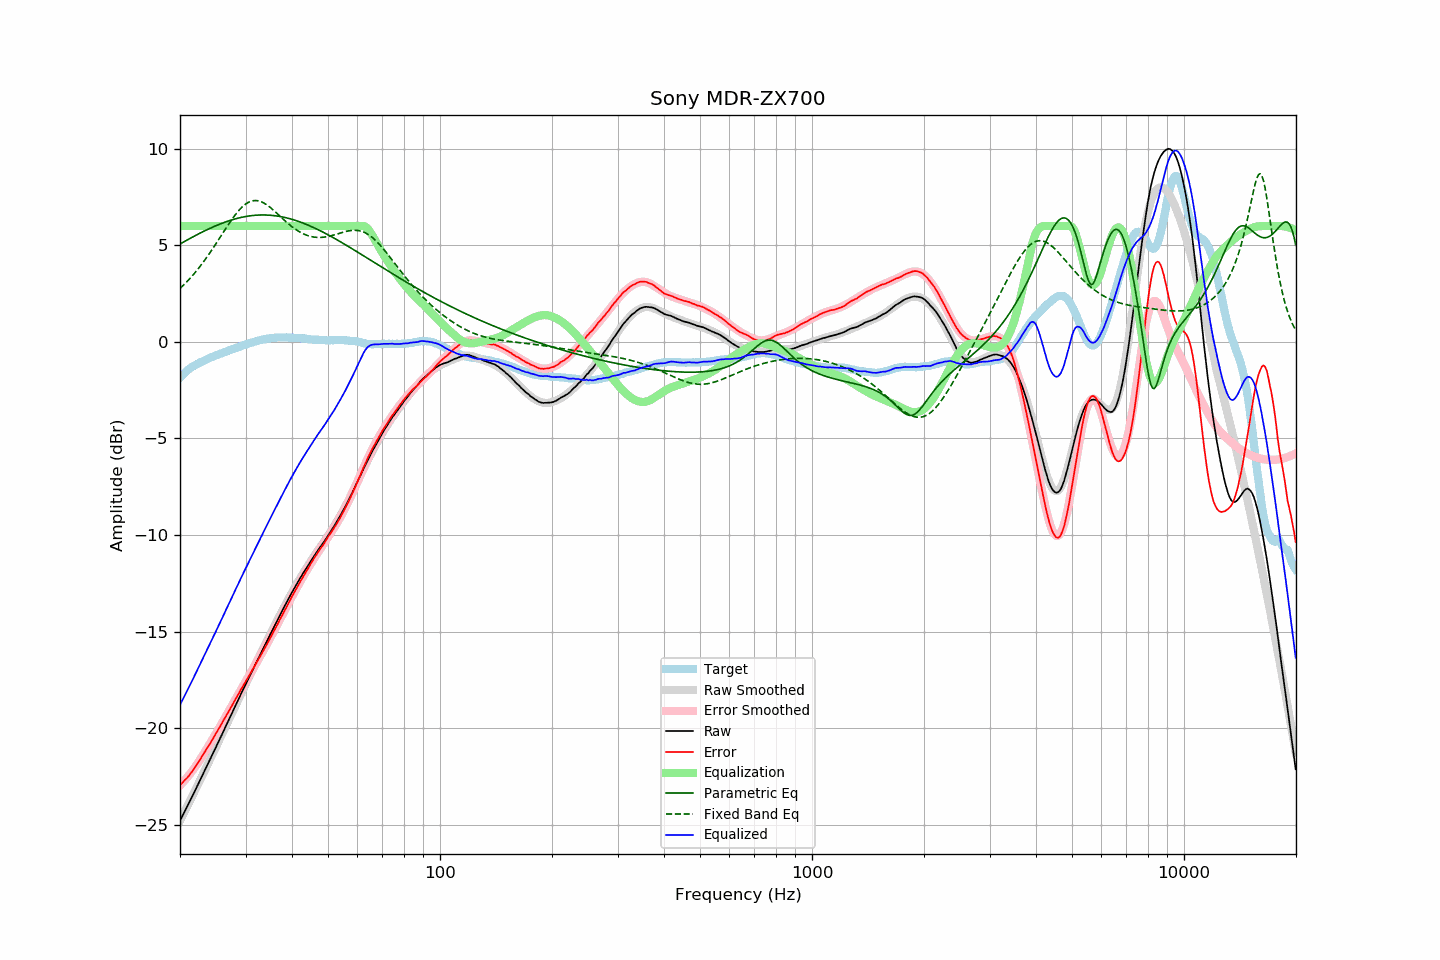 Sony MDR-ZX700
Amplitude (dBr)
10
5
0
−5
−10
−15
−20
−25
Target
Raw Smoothed
Error Smoothed
Raw
Error
Equalization
Parametric Eq
Fixed Band Eq
Equalized
100 1000 10000
Frequency (Hz)